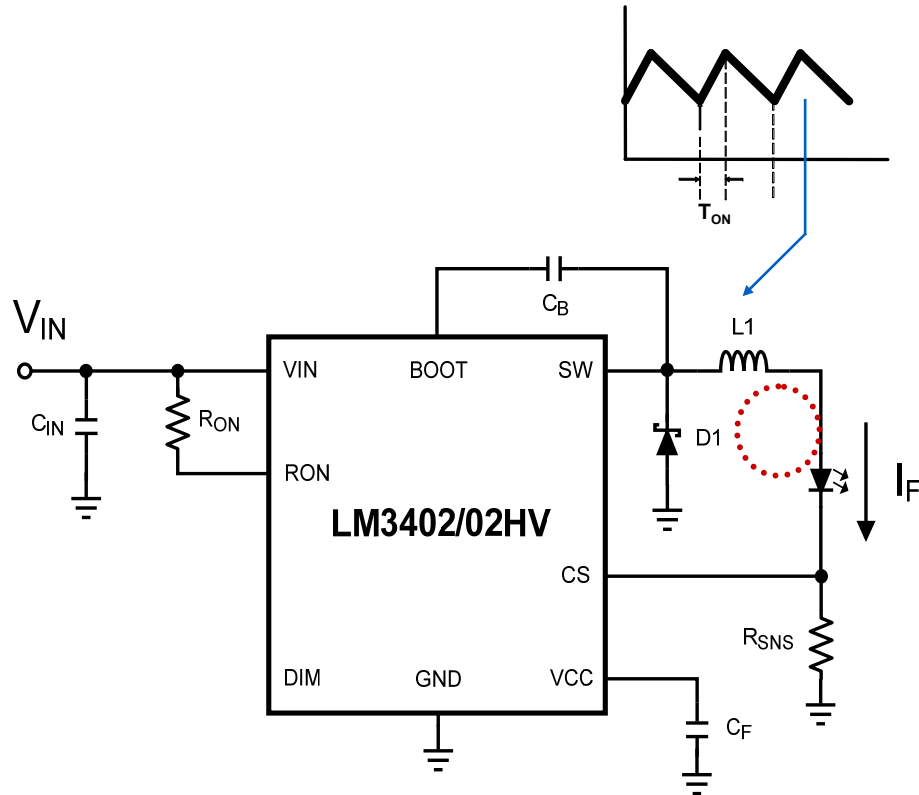 TON
CB
L1
VIN
VIN
BOOT
SW
CIN
RON
D1
RON
IF
LM3402/02HV
CS
RSNS
DIM
GND
VCC
CF